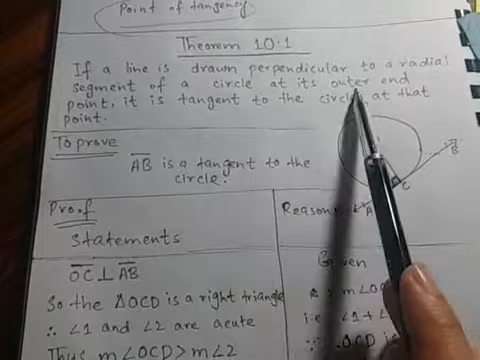 Point of tangency
Theorem 10.1
If a line is drawn perpendicular to a radial
segment of a circle at its outer end
point, it is tangent to the circle at that
point.
To prove
AB is a tangent to the
circle.
Proof
Statements
Reason
A
C
B
OC ⊥ AB
Given
So the ΔOCD is a right triangle
∴ ∠1 and ∠2 are acute
Thus m∠OCD > m∠2